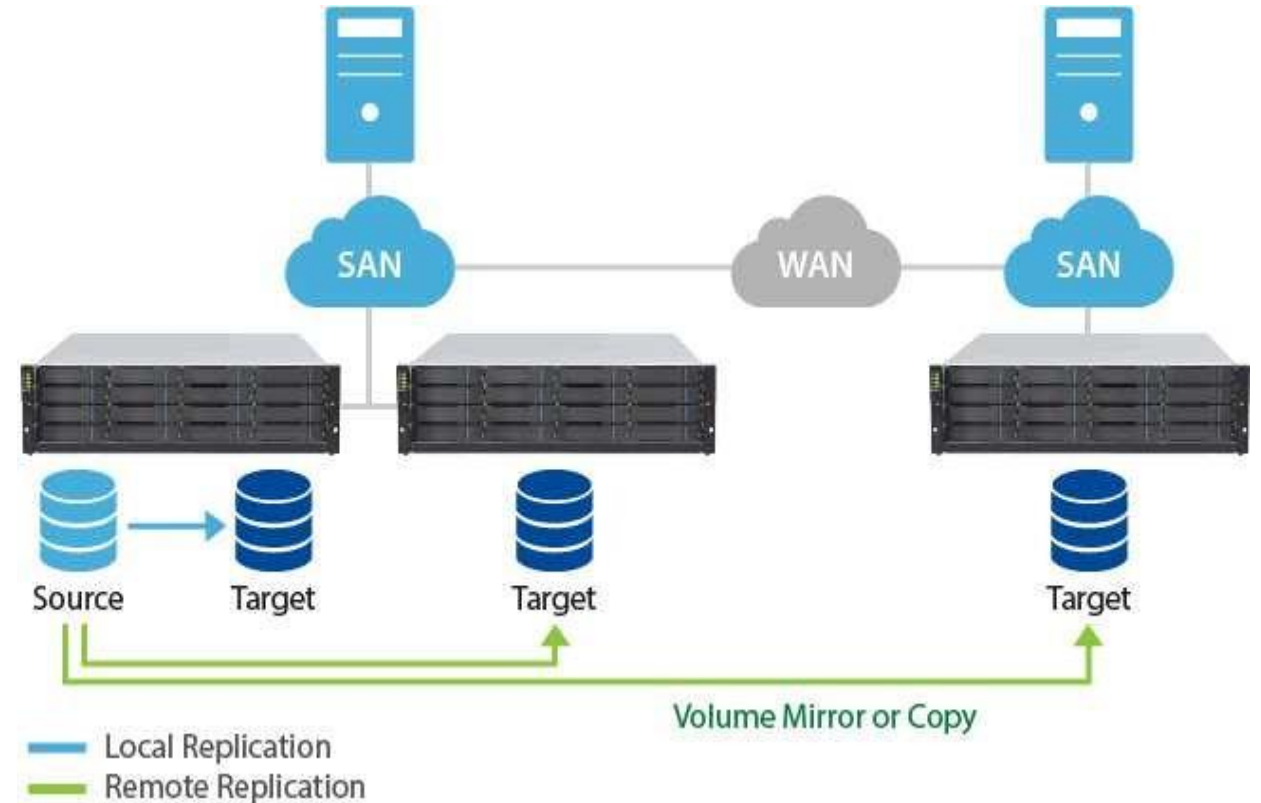 SAN
WAN
SAN
Source
Target
Target
Target
Volume Mirror or Copy
Local Replication
Remote Replication